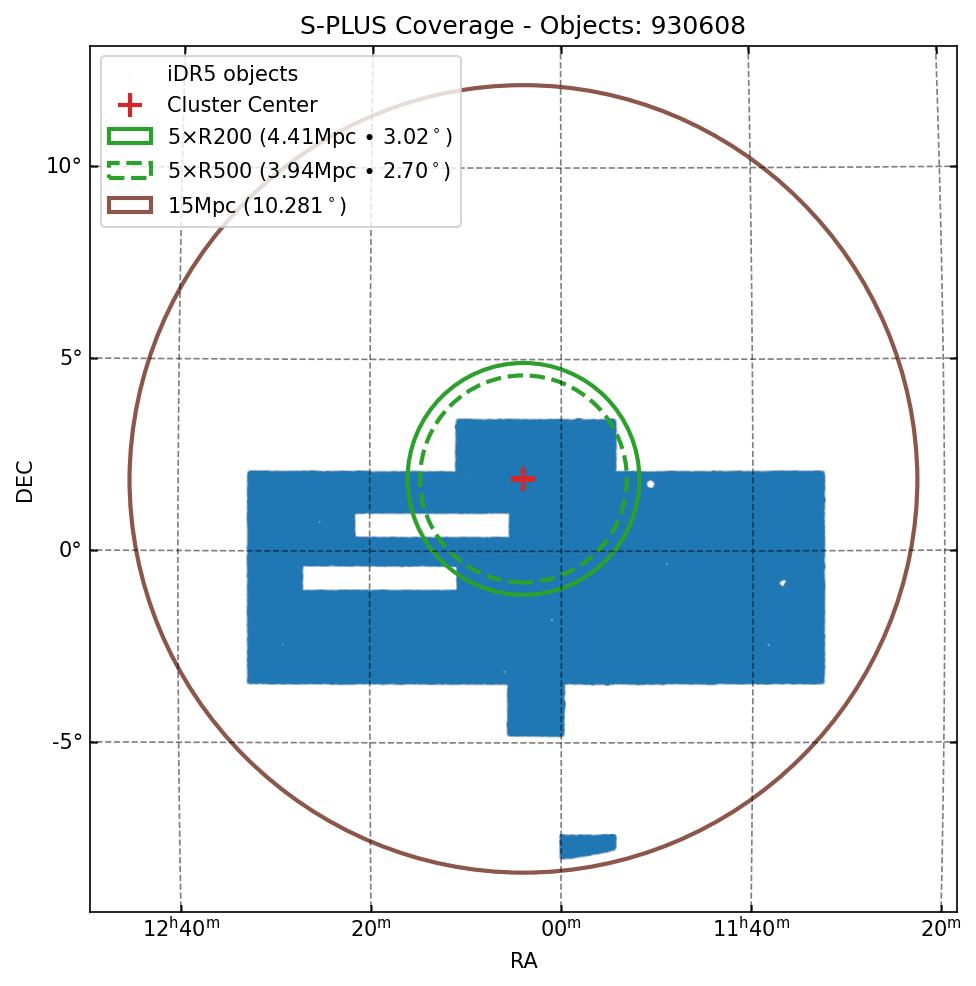 S-PLUS Coverage - Objects: 930608
iDR5 objects
Cluster Center
5×R200 (4.41Mpc • 3.02°)
5×R500 (3.94Mpc • 2.70°)
15Mpc (10.281°)
10°
5°
0°
-5°
DEC
12ʰ40ᵐ 20ᵐ 00ᵐ 11ʰ40ᵐ 20ᵐ
RA